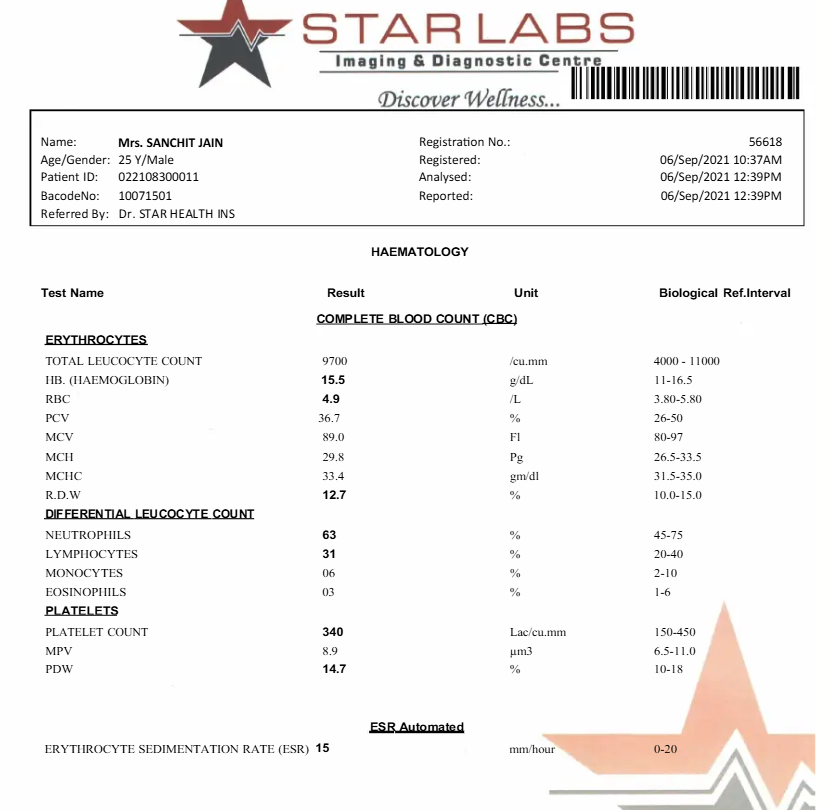 STAR LABS
Imaging & Diagnostic Centre
Discover Wellness...
Name: Mrs. SANCHIT JAIN Registration No.: 56618
Age/Gender: 25 Y/Male Registered: 06/Sep/2021 10:37AM
Patient ID: 022108300011 Analysed: 06/Sep/2021 12:39PM
BacodeNo: 10071501 Reported: 06/Sep/2021 12:39PM
Referred By: Dr. STAR HEALTH INS
HAEMATOLOGY
Test Name Result Unit Biological Ref.Interval
COMPLETE BLOOD COUNT (CBC)
ERYTHROCYTES
TOTAL LEUCOCYTE COUNT 9700 /cu.mm 4000 - 11000
HB. (HAEMOGLOBIN) 15.5 g/dL 11-16.5
RBC 4.9 /L 3.80-5.80
PCV 36.7 % 26-50
MCV 89.0 Fl 80-97
MCH 29.8 Pg 26.5-33.5
MCHC 33.4 gm/dl 31.5-35.0
R.D.W 12.7 % 10.0-15.0
DIFFERENTIAL LEUCOCYTE COUNT
NEUTROPHILS 63 % 45-75
LYMPHOCYTES 31 % 20-40
MONOCYTES 06 % 2-10
EOSINOPHILS 03 % 1-6
PLATELETS
PLATELET COUNT 340 Lac/cu.mm 150-450
MPV 8.9 µm3 6.5-11.0
PDW 14.7 % 10-18
ESR Automated
ERYTHROCYTE SEDIMENTATION RATE (ESR) 15 mm/hour 0-20